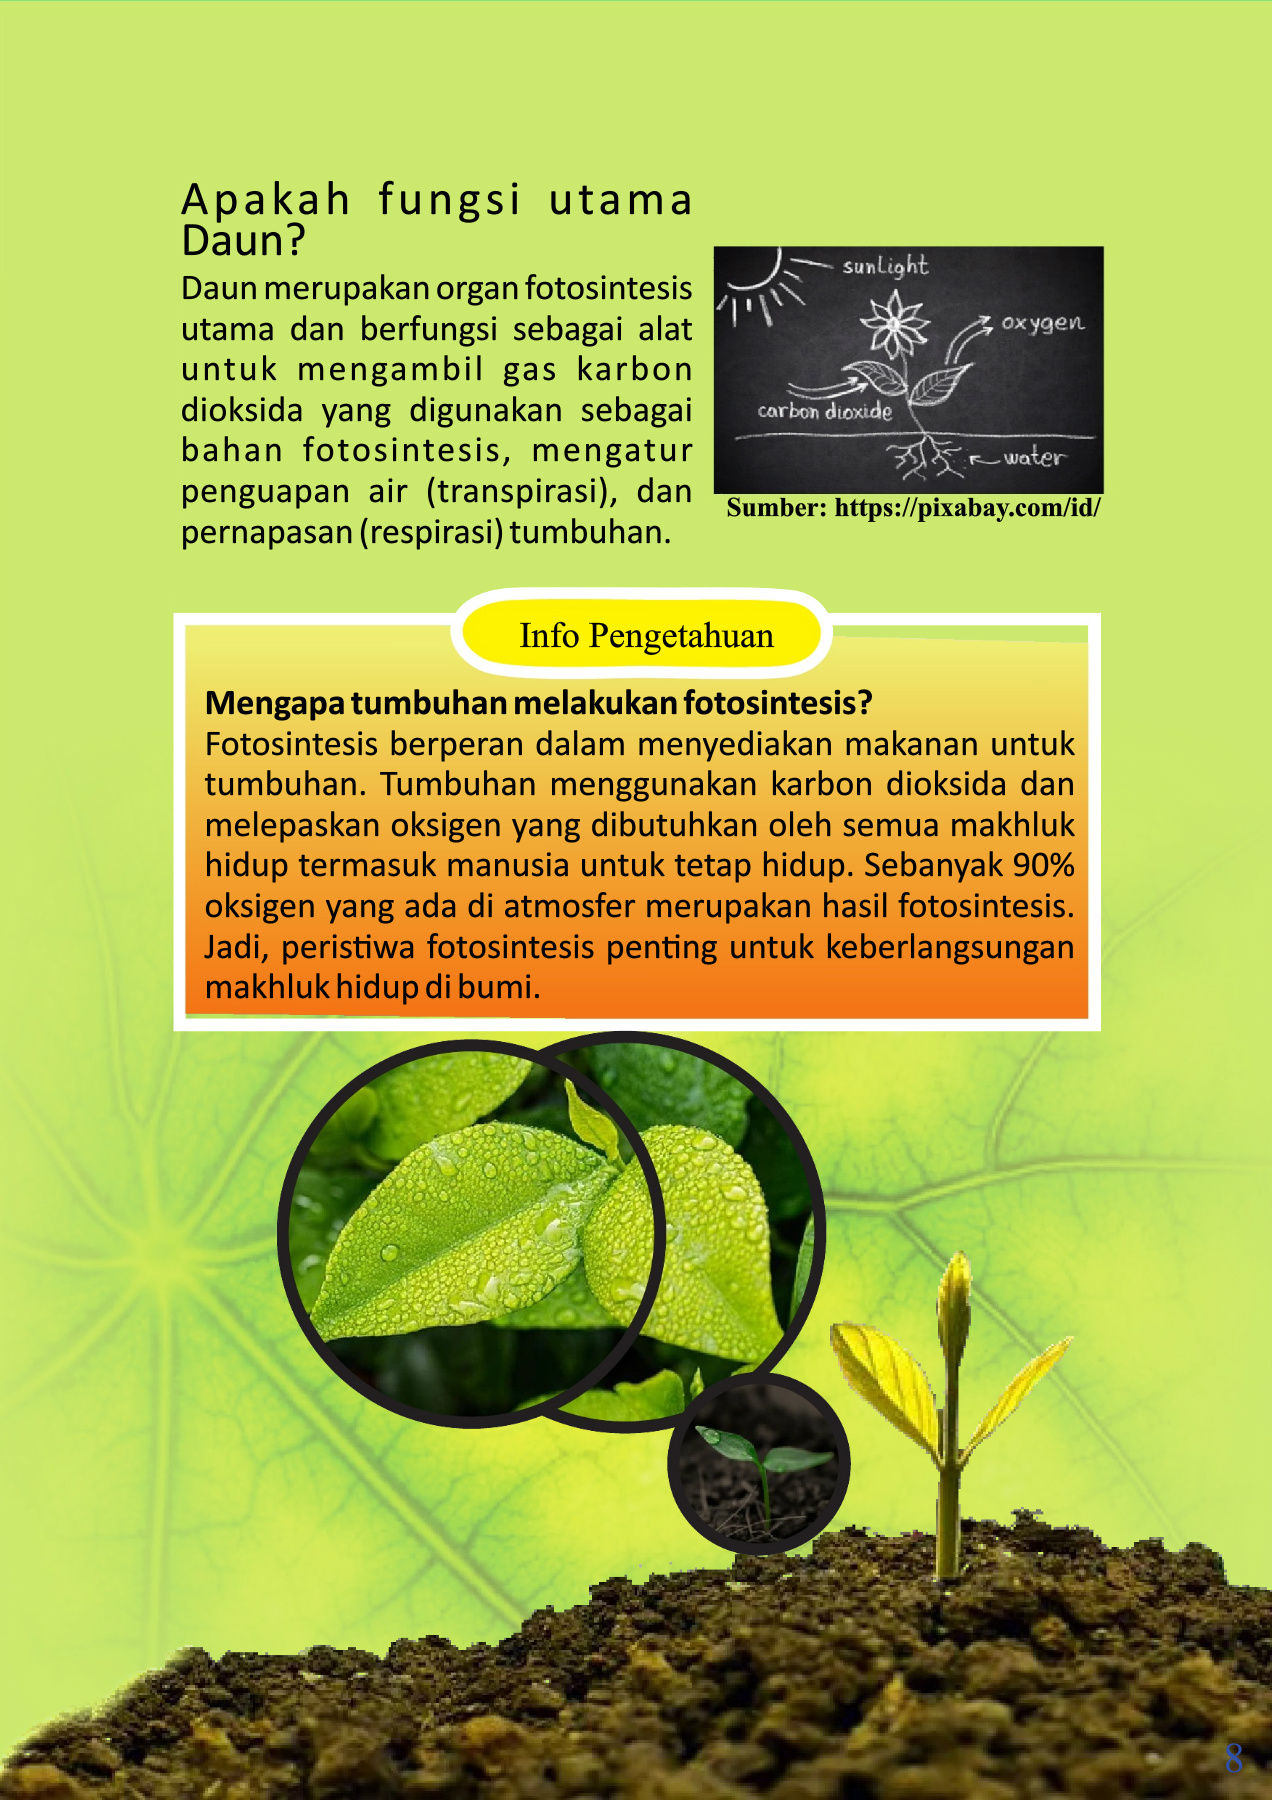 Apakah fungsi utama
Daun?
Daun merupakan organ fotosintesis
utama dan berfungsi sebagai alat
untuk mengambil gas karbon
dioksida yang digunakan sebagai
bahan fotosintesis, mengatur
penguapan air (transpirasi), dan
pernapasan (respirasi) tumbuhan.
sunlight
oxygen
carbon dioxide
water
Sumber: https://pixabay.com/id/
Info Pengetahuan
Mengapa tumbuhan melakukan fotosintesis?
Fotosintesis berperan dalam menyediakan makanan untuk
tumbuhan. Tumbuhan menggunakan karbon dioksida dan
melepaskan oksigen yang dibutuhkan oleh semua makhluk
hidup termasuk manusia untuk tetap hidup. Sebanyak 90%
oksigen yang ada di atmosfer merupakan hasil fotosintesis.
Jadi, peristiwa fotosintesis penting untuk keberlangsungan
makhluk hidup di bumi.
8